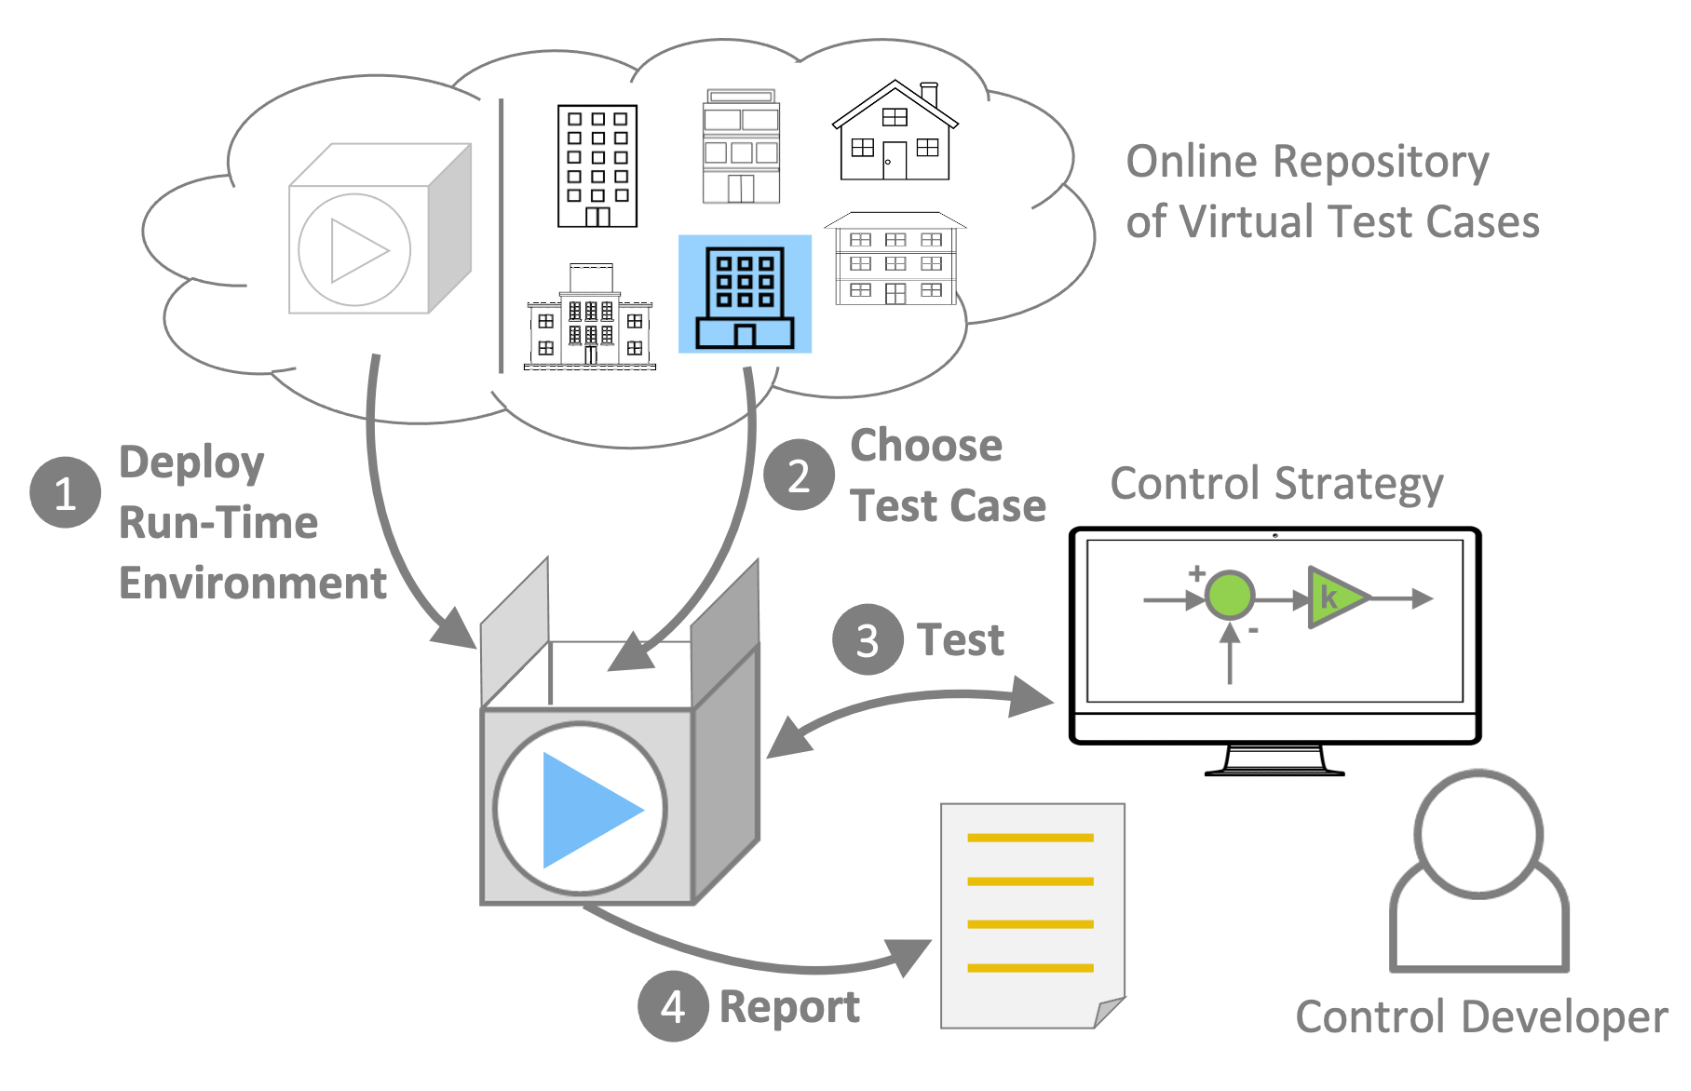 Online Repository
of Virtual Test Cases
1
Deploy
Run-Time
Environment
2
Choose
Test Case
Control Strategy
+
k
-
3
Test
4
Report
Control Developer